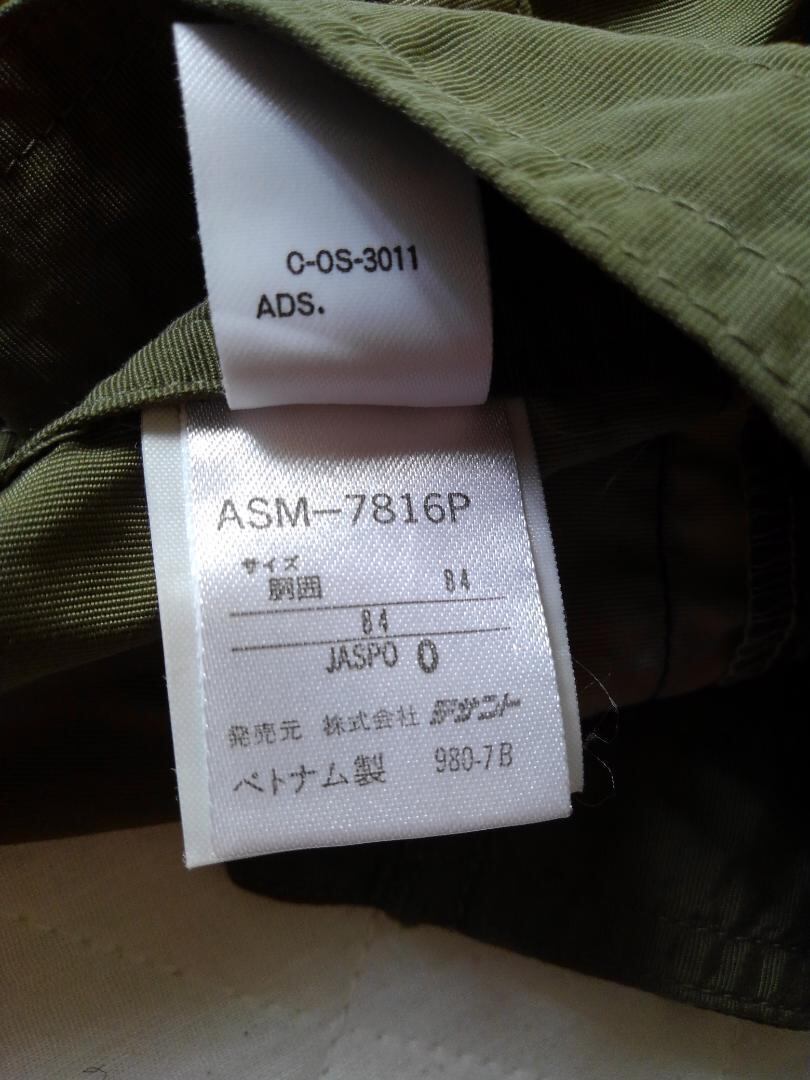 C-OS-3011
ADS.
ASM-7816P
サイズ
胴囲 84
84
JASPO O
発売元 株式会社 デサント
ベトナム製 980-7B